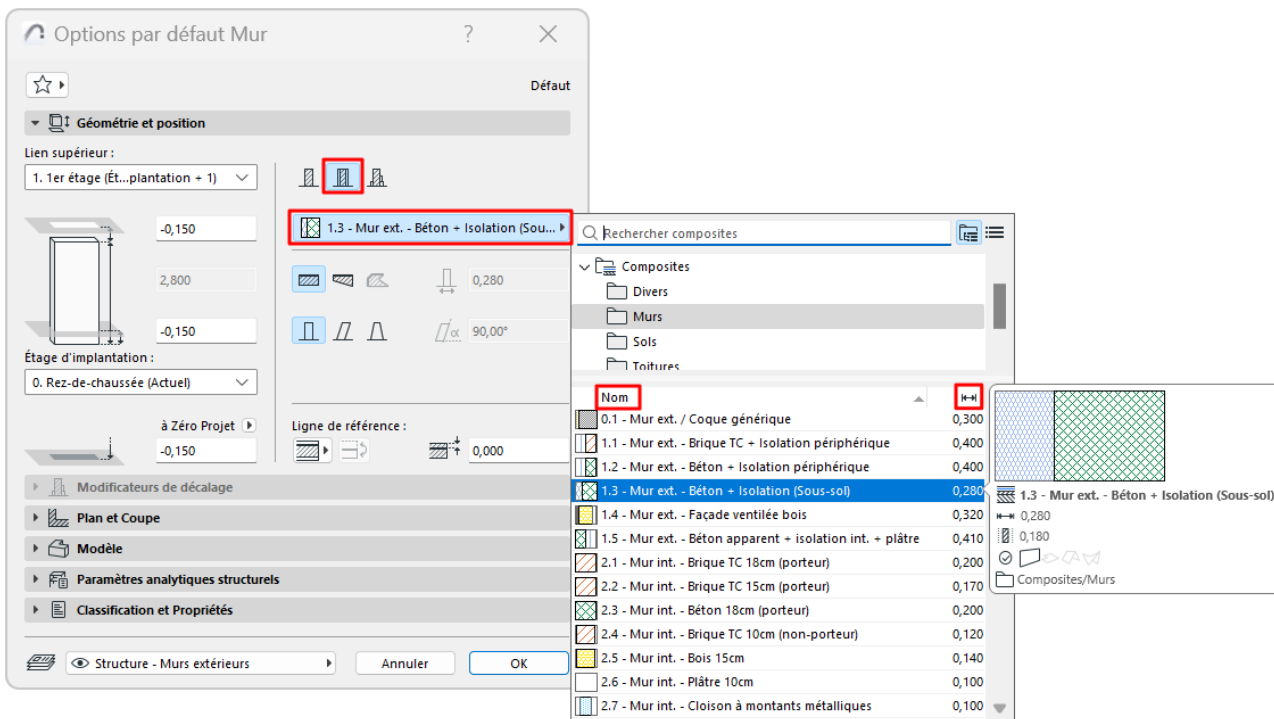 Options par défaut Mur
?
Défaut
Géométrie et position
Lien supérieur :
1. 1er étage (Ét...plantation + 1)
-0,150
2,800
-0,150
Étage d'implantation :
0. Rez-de-chaussée (Actuel)
à Zéro Projet
-0,150
1.3 - Mur ext. - Béton + Isolation (Sou...
0,280
α
90,00°
Ligne de référence :
0,000
Modificateurs de décalage
Plan et Coupe
Modèle
Paramètres analytiques structurels
Classification et Propriétés
Structure - Murs extérieurs
Annuler
OK
Rechercher composites
Composites
Divers
Murs
Sols
Toitures
Nom
0.1 - Mur ext. / Coque générique 0,300
1.1 - Mur ext. - Brique TC + Isolation périphérique 0,400
1.2 - Mur ext. - Béton + Isolation périphérique 0,400
1.3 - Mur ext. - Béton + Isolation (Sous-sol) 0,280
1.4 - Mur ext. - Façade ventilée bois 0,320
1.5 - Mur ext. - Béton apparent + isolation int. + plâtre 0,410
2.1 - Mur int. - Brique TC 18cm (porteur) 0,200
2.2 - Mur int. - Brique TC 15cm (porteur) 0,170
2.3 - Mur int. - Béton 18cm (porteur) 0,200
2.4 - Mur int. - Brique TC 10cm (non-porteur) 0,120
2.5 - Mur int. - Bois 15cm 0,140
2.6 - Mur int. - Plâtre 10cm 0,100
2.7 - Mur int. - Cloison à montants métalliques 0,100
1.3 - Mur ext. - Béton + Isolation (Sous-sol)
0,280
0,180
Composites/Murs